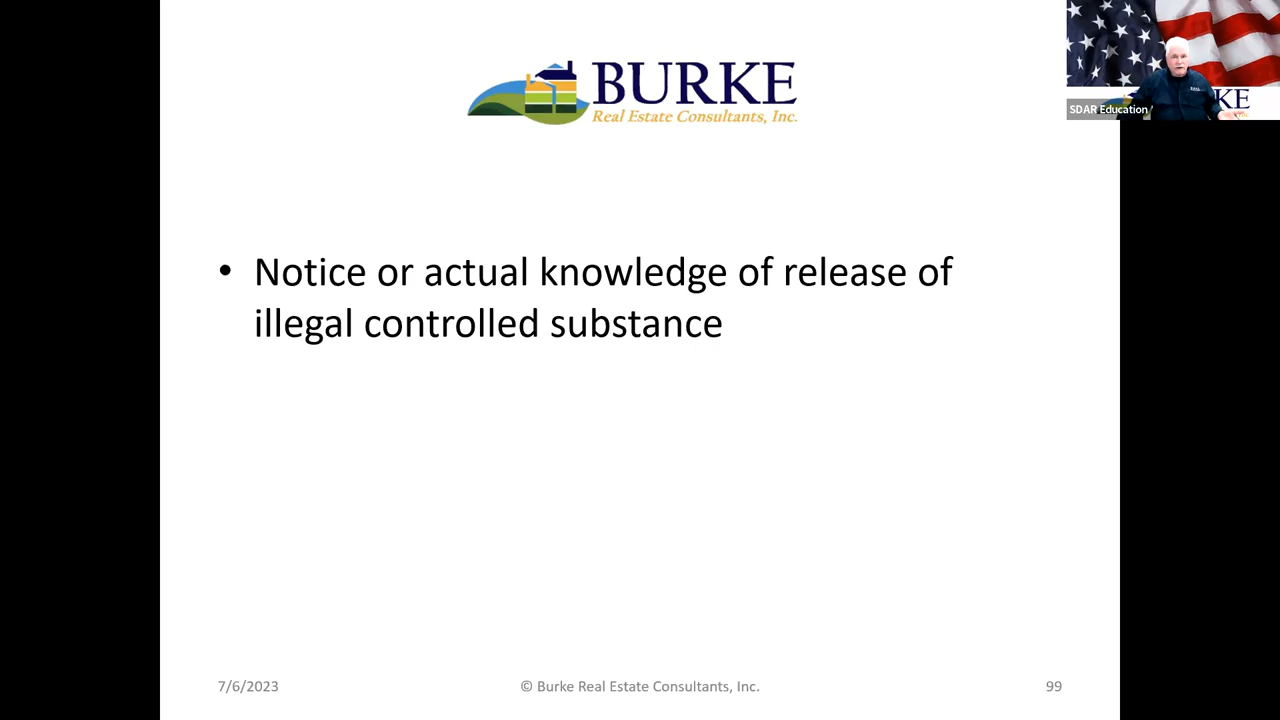 BURKE
Real Estate Consultants, Inc.
SDAR Education
KE
• Notice or actual knowledge of release of
illegal controlled substance
7/6/2023
© Burke Real Estate Consultants, Inc.
99